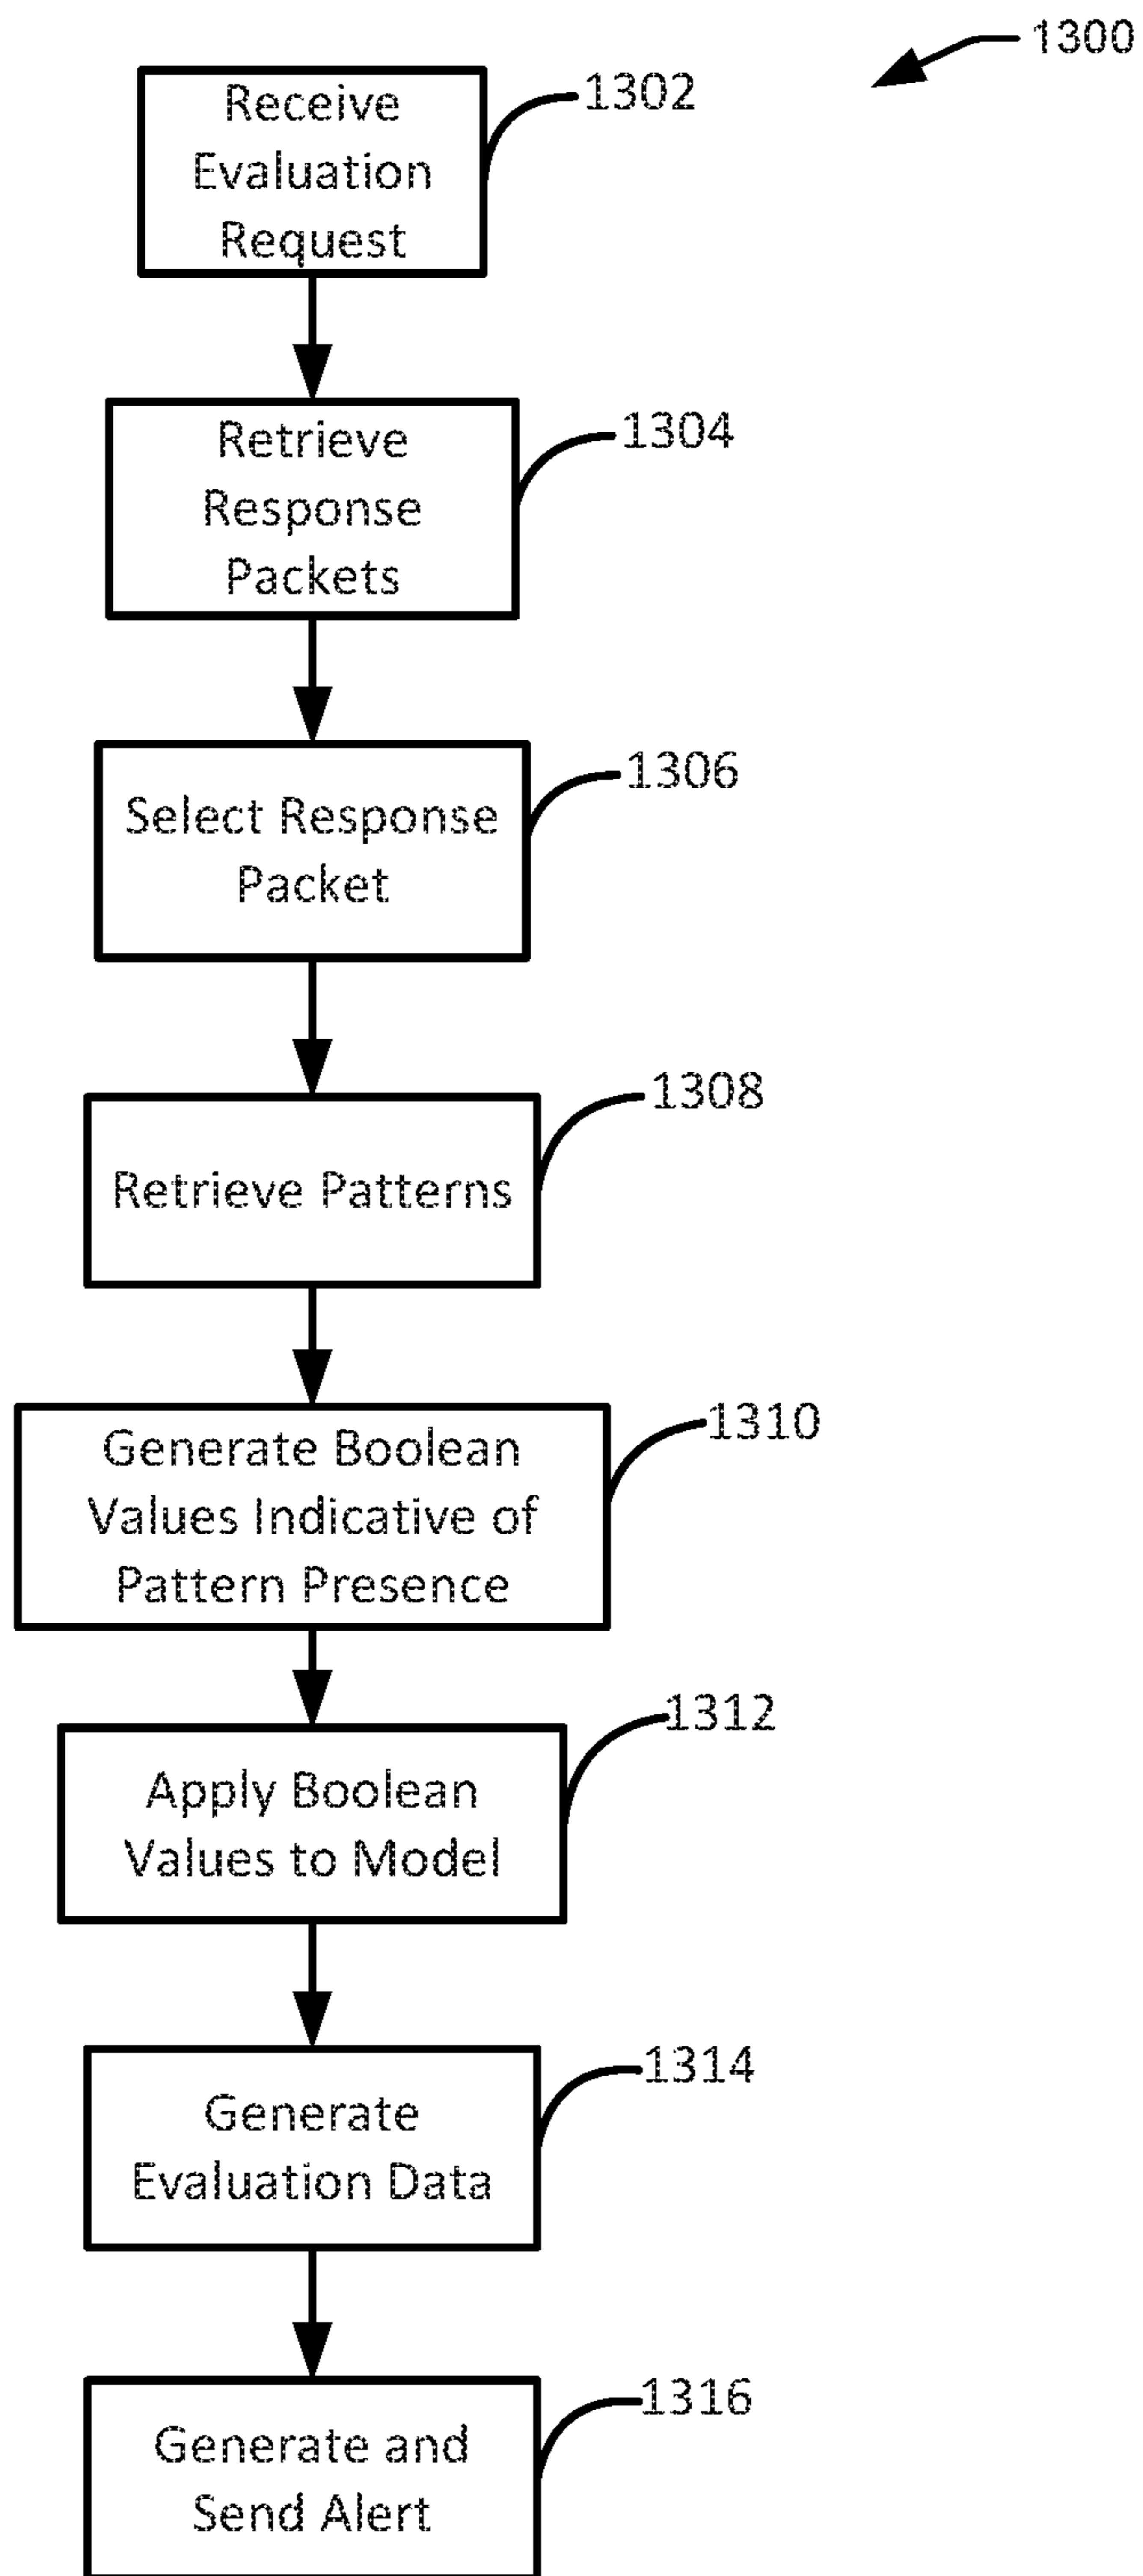 1300
Receive
Evaluation
Request
1302
Retrieve
Response
Packets
1304
Select Response
Packet
1306
Retrieve Patterns
1308
Generate Boolean
Values Indicative of
Pattern Presence
1310
Apply Boolean
Values to Model
1312
Generate
Evaluation Data
1314
Generate and
Send Alert
1316